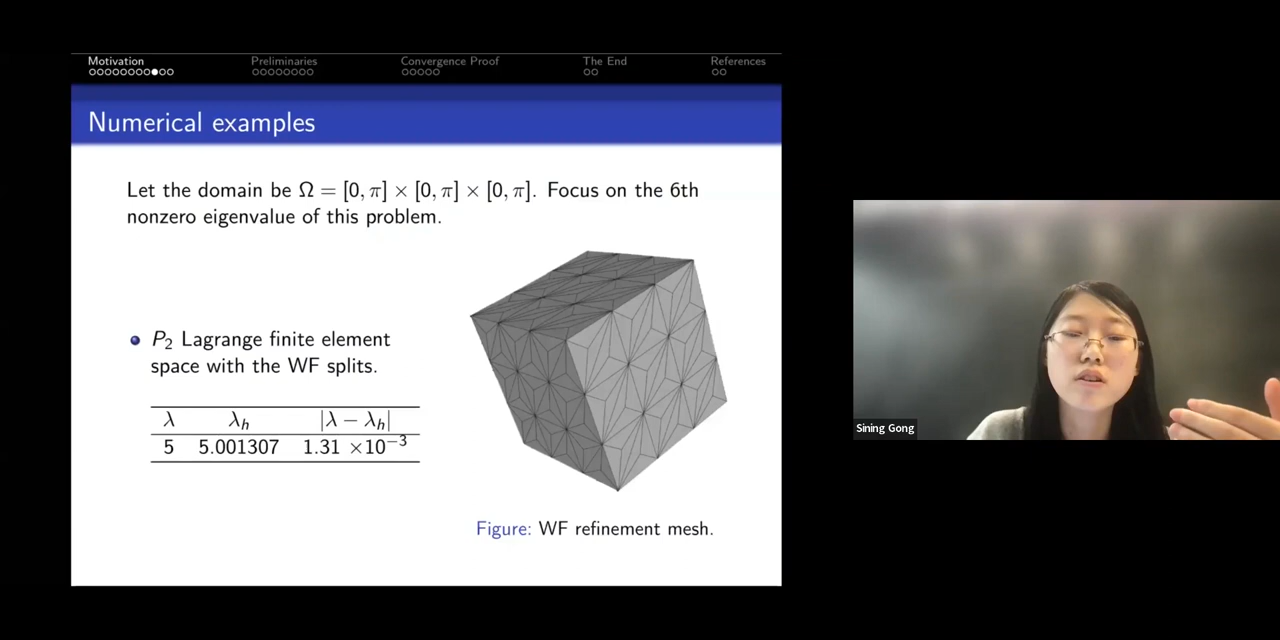 Motivation
Preliminaries
Convergence Proof
The End
References
Numerical examples
Let the domain be Ω = [0, π] × [0, π] × [0, π]. Focus on the 6th
nonzero eigenvalue of this problem.
P₂ Lagrange finite element
space with the WF splits.
λ λₕ |λ − λₕ|
5 5.001307 1.31 ×10⁻³
Figure: WF refinement mesh.
Sining Gong